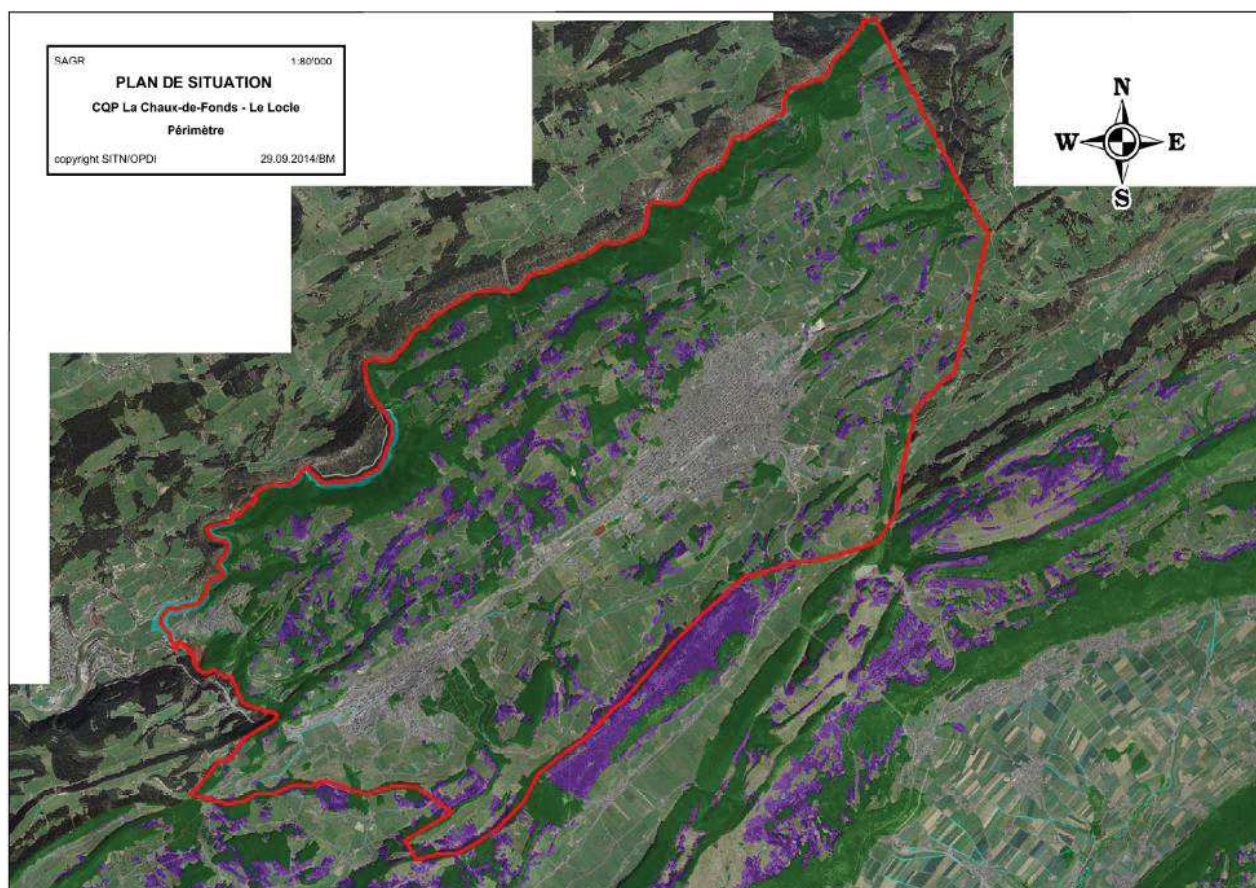 SAGR 1:80'000
PLAN DE SITUATION
CQP La Chaux-de-Fonds - Le Locle
Périmètre
copyright SITN/OPDI 29.09.2014/BM
N
W E
S